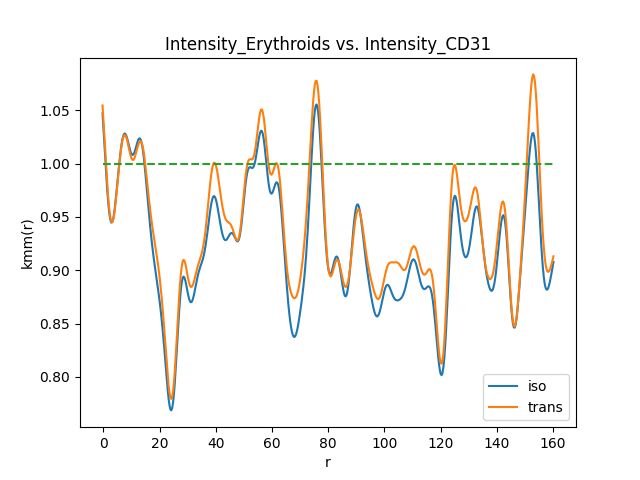 Intensity_Erythroids vs. Intensity_CD31
1.05
1.00
0.95
0.90
0.85
0.80
kmm(r)
0 20 40 60 80 100 120 140 160
r
iso
trans